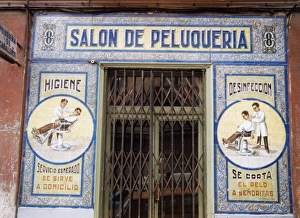 SALON DE PELUQUERIA
HIGIENE
SERVICIO ESMERADO
SE SIRVE
A DOMICILIO
DESINFECCION
SE CORTA
EL PELO
A SEÑORITAS